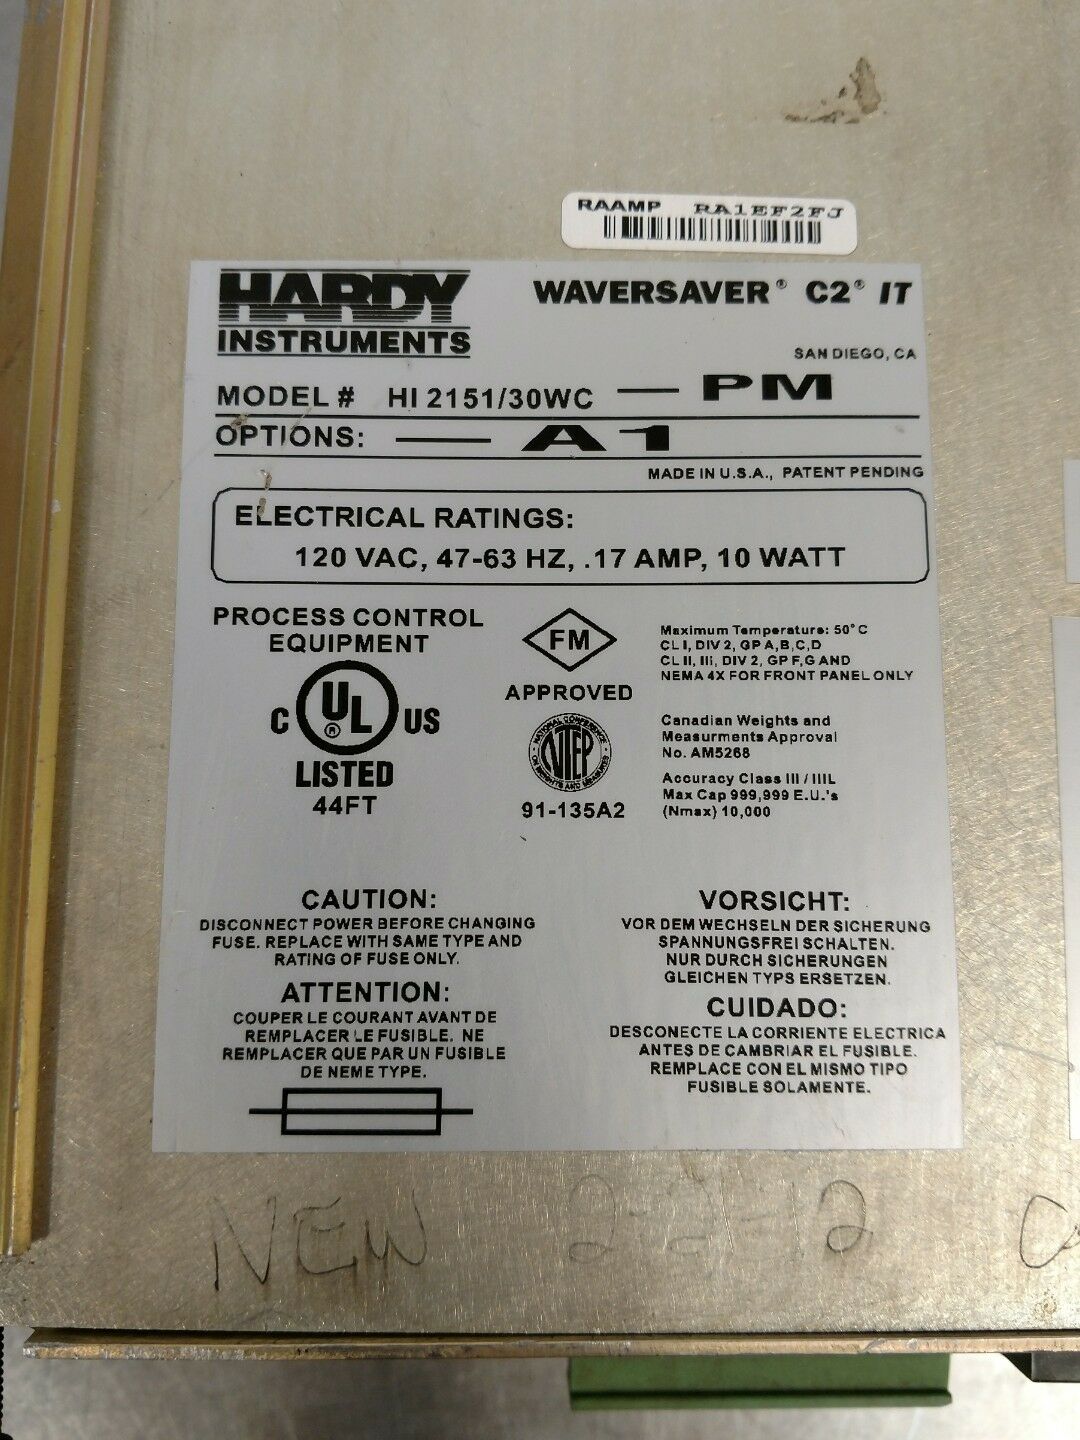 RAAMP RA1EF2FJ
HARDY INSTRUMENTS
WAVERSAVER® C2® IT
SAN DIEGO, CA
MODEL # HI 2151/30WC — PM
OPTIONS: — A1
MADE IN U.S.A., PATENT PENDING
ELECTRICAL RATINGS:
120 VAC, 47-63 HZ, .17 AMP, 10 WATT
PROCESS CONTROL
EQUIPMENT
C UL ® US
LISTED
44FT
FM
APPROVED
NATIONAL CONFERENCE
NTEP
ON WEIGHTS AND MEASURES
91-135A2
Maximum Temperature: 50°C
CL I, DIV 2, GP A,B,C,D
CL II, III, DIV 2, GP F,G AND
NEMA 4X FOR FRONT PANEL ONLY
Canadian Weights and
Measurments Approval
No. AM5268
Accuracy Class III / IIIL
Max Cap 999,999 E.U.'s
(Nmax) 10,000
CAUTION:
DISCONNECT POWER BEFORE CHANGING
FUSE. REPLACE WITH SAME TYPE AND
RATING OF FUSE ONLY.
ATTENTION:
COUPER LE COURANT AVANT DE
REMPLACER LE FUSIBLE. NE
REMPLACER QUE PAR UN FUSIBLE
DE NEME TYPE.
VORSICHT:
VOR DEM WECHSELN DER SICHERUNG
SPANNUNGSFREI SCHALTEN.
NUR DURCH SICHERUNGEN
GLEICHEN TYPS ERSETZEN.
CUIDADO:
DESCONECTE LA CORRIENTE ELECTRICA
ANTES DE CAMBRIAR EL FUSIBLE.
REMPLACE CON EL MISMO TIPO
FUSIBLE SOLAMENTE.
NEW 2-21-12